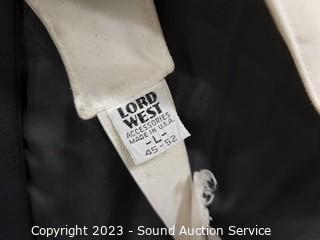 LORD
WEST
ACCESSORIES
MADE IN U.S.A.
-L-
45-52
Copyright 2023 - Sound Auction Service